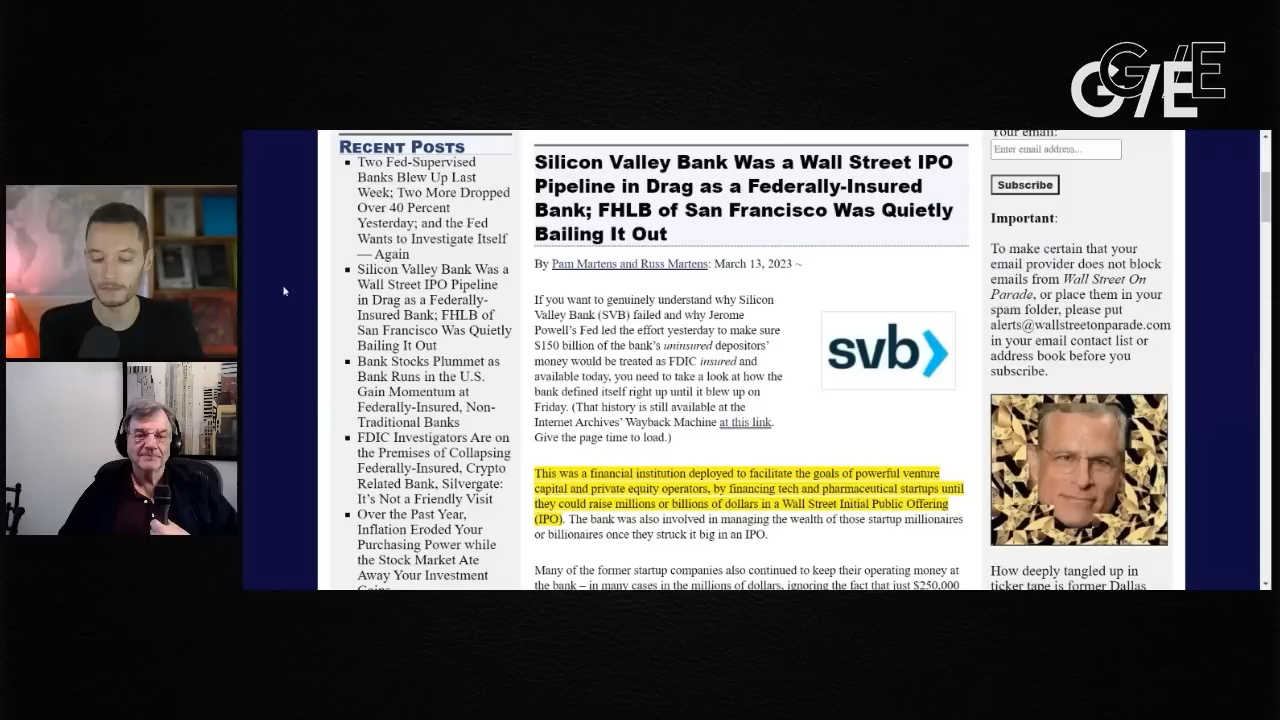 G/E
G/E
RECENT POSTS
Two Fed-Supervised
Banks Blew Up Last
Week; Two More Dropped
Over 40 Percent
Yesterday; and the Fed
Wants to Investigate Itself
— Again
Silicon Valley Bank Was a
Wall Street IPO Pipeline
in Drag as a Federally-
Insured Bank; FHLB of
San Francisco Was Quietly
Bailing It Out
Bank Stocks Plummet as
Bank Runs in the U.S.
Gain Momentum at
Federally-Insured, Non-
Traditional Banks
FDIC Investigators Are on
the Premises of Collapsing
Federally-Insured, Crypto
Related Bank, Silvergate:
It's Not a Friendly Visit
Over the Past Year,
Inflation Eroded Your
Purchasing Power while
the Stock Market Ate
Away Your Investment
Silicon Valley Bank Was a Wall Street IPO
Pipeline in Drag as a Federally-Insured
Bank; FHLB of San Francisco Was Quietly
Bailing It Out
By Pam Martens and Russ Martens: March 13, 2023 ~
If you want to genuinely understand why Silicon
Valley Bank (SVB) failed and why Jerome
Powell's Fed led the effort yesterday to make sure
$150 billion of the bank's uninsured depositors'
money would be treated as FDIC insured and
available today, you need to take a look at how the
bank defined itself right up until it blew up on
Friday. (That history is still available at the
Internet Archives' Wayback Machine at this link.
Give the page time to load.)
svb
This was a financial institution deployed to facilitate the goals of powerful venture
capital and private equity operators, by financing tech and pharmaceutical startups until
they could raise millions or billions of dollars in a Wall Street Initial Public Offering
(IPO). The bank was also involved in managing the wealth of those startup millionaires
or billionaires once they struck it big in an IPO.
Many of the former startup companies also continued to keep their operating money at
the bank – in many cases in the millions of dollars, ignoring the fact that just $250,000
Your email:
Enter email address...
Subscribe
Important:
To make certain that your
email provider does not block
emails from Wall Street On
Parade, or place them in your
spam folder, please put
alerts@wallstreetonparade.com
in your email contact list or
address book before you
subscribe.
How deeply tangled up in
ticker tape is former Dallas